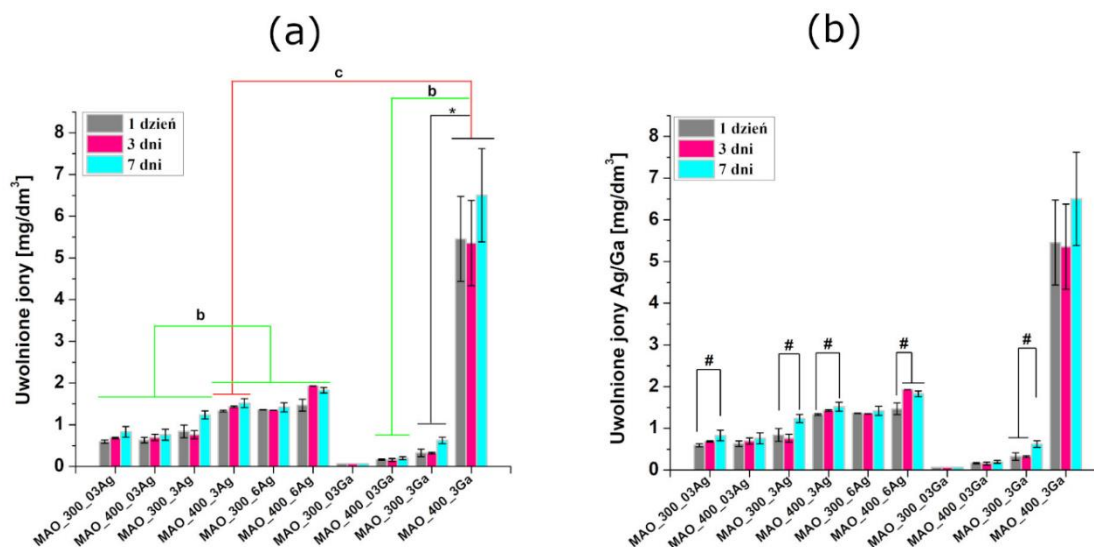 (a)
c
b
*
1 dzień
3 dni
7 dni
b
Uwolnione jony [mg/dm³]
8
7
6
5
4
3
2
1
0
MAO_300_03Ag
MAO_400_03Ag
MAO_300_3Ag
MAO_400_3Ag
MAO_300_6Ag
MAO_400_6Ag
MAO_300_03Ga
MAO_400_03Ga
MAO_300_3Ga
MAO_400_3Ga
(b)
1 dzień
3 dni
7 dni
# # # # #
Uwolnione jony Ag/Ga [mg/dm³]
8
7
6
5
4
3
2
1
0
MAO_300_03Ag
MAO_400_03Ag
MAO_300_3Ag
MAO_400_3Ag
MAO_300_6Ag
MAO_400_6Ag
MAO_300_03Ga
MAO_400_03Ga
MAO_300_3Ga
MAO_400_3Ga